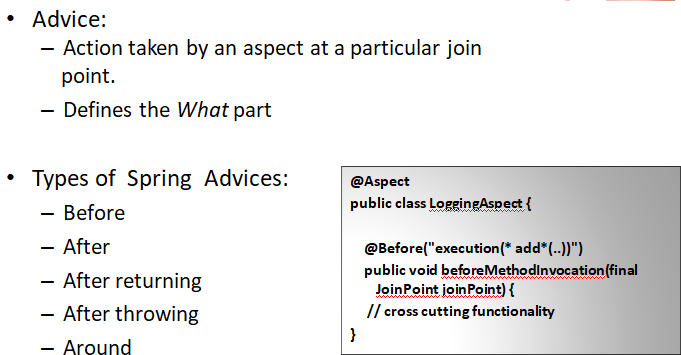 • Advice:
– Action taken by an aspect at a particular join
point.
– Defines the What part
• Types of Spring Advices:
– Before
– After
– After returning
– After throwing
– Around
@Aspect
public class LoggingAspect {
@Before("execution(* add*(..))")
public void beforeMethodInvocation(final
JoinPoint joinPoint) {
// cross cutting functionality
}